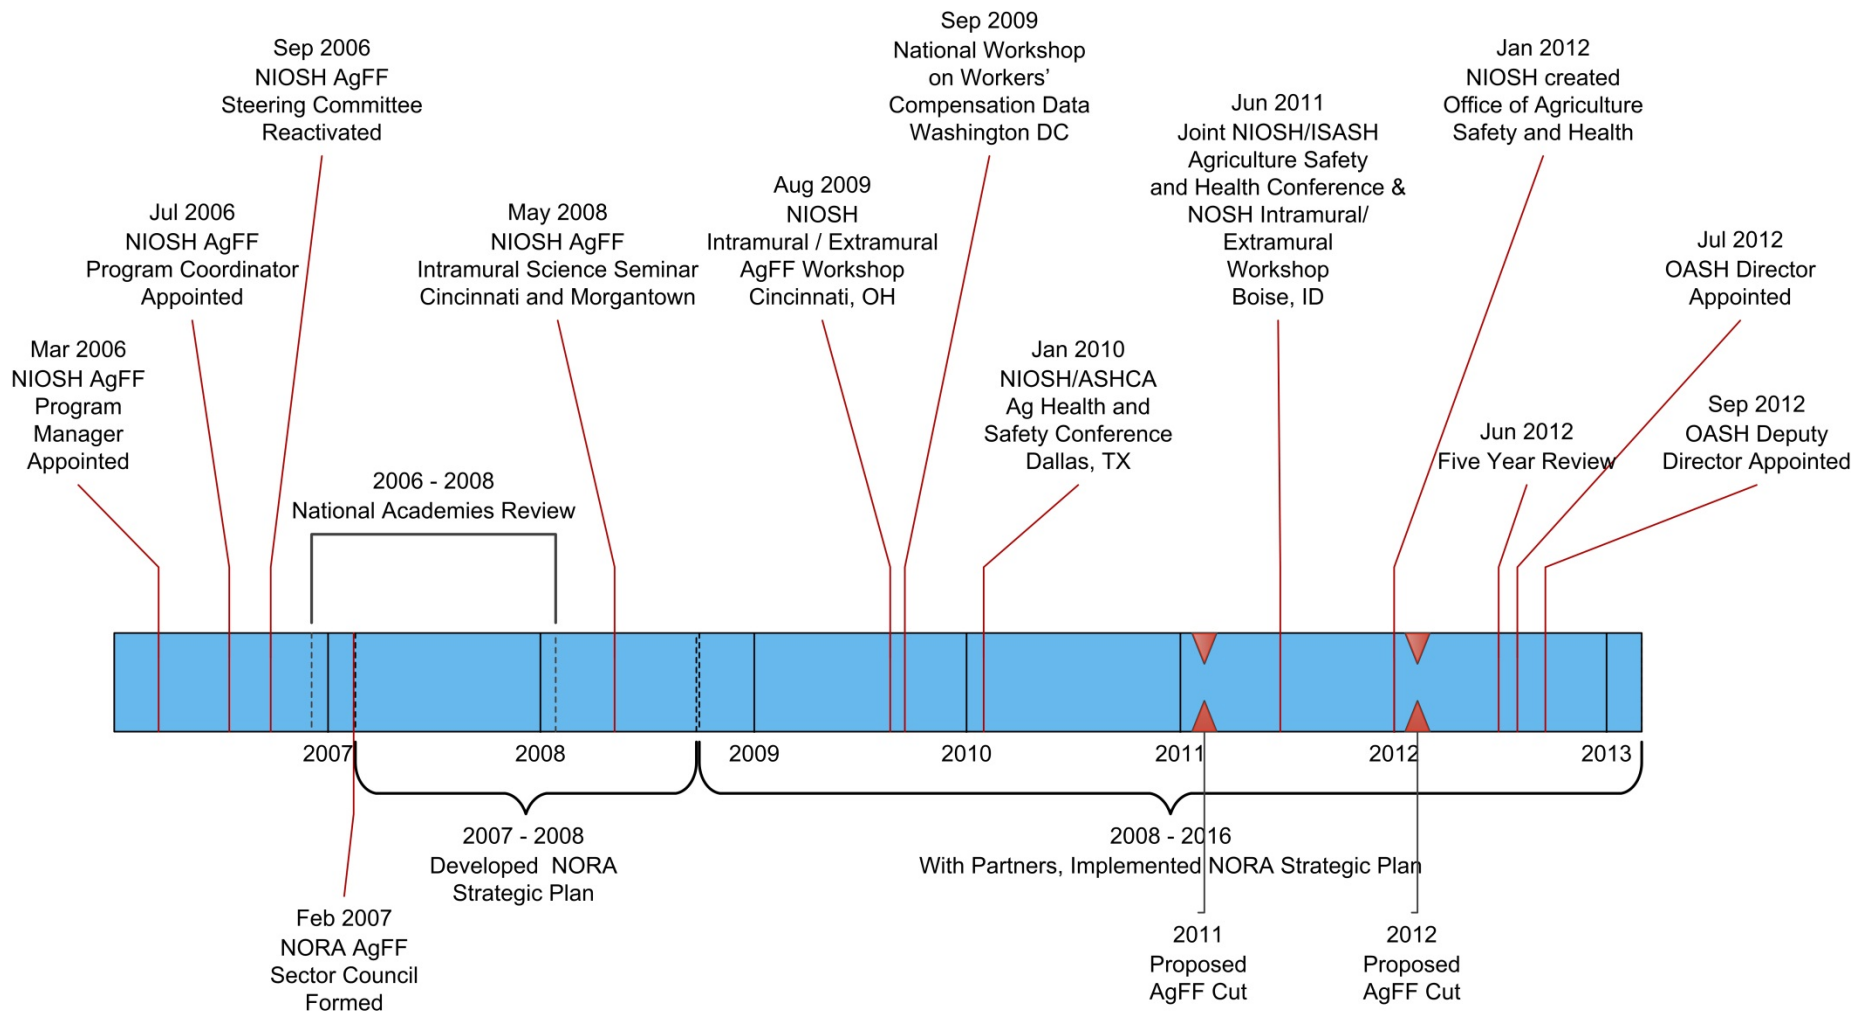 Sep 2009
National Workshop
on Workers'
Compensation Data
Washington DC
Sep 2006
NIOSH AgFF
Steering Committee
Reactivated
Jan 2012
NIOSH created
Office of Agriculture
Safety and Health
Jun 2011
Joint NIOSH/ISASH
Agriculture Safety
and Health Conference &
NOSH Intramural/
Extramural
Workshop
Boise, ID
Aug 2009
NIOSH
Intramural / Extramural
AgFF Workshop
Cincinnati, OH
Jul 2006
NIOSH AgFF
Program Coordinator
Appointed
May 2008
NIOSH AgFF
Intramural Science Seminar
Cincinnati and Morgantown
Jul 2012
OASH Director
Appointed
Mar 2006
NIOSH AgFF
Program
Manager
Appointed
Jan 2010
NIOSH/ASHCA
Ag Health and
Safety Conference
Dallas, TX
Sep 2012
OASH Deputy
Director Appointed
Jun 2012
Five Year Review
2006 - 2008
National Academies Review
2007
2008
2009
2010
2011
2012
2013
2007 - 2008
Developed NORA
Strategic Plan
2008 - 2016
With Partners, Implemented NORA Strategic Plan
Feb 2007
NORA AgFF
Sector Council
Formed
2011
Proposed
AgFF Cut
2012
Proposed
AgFF Cut